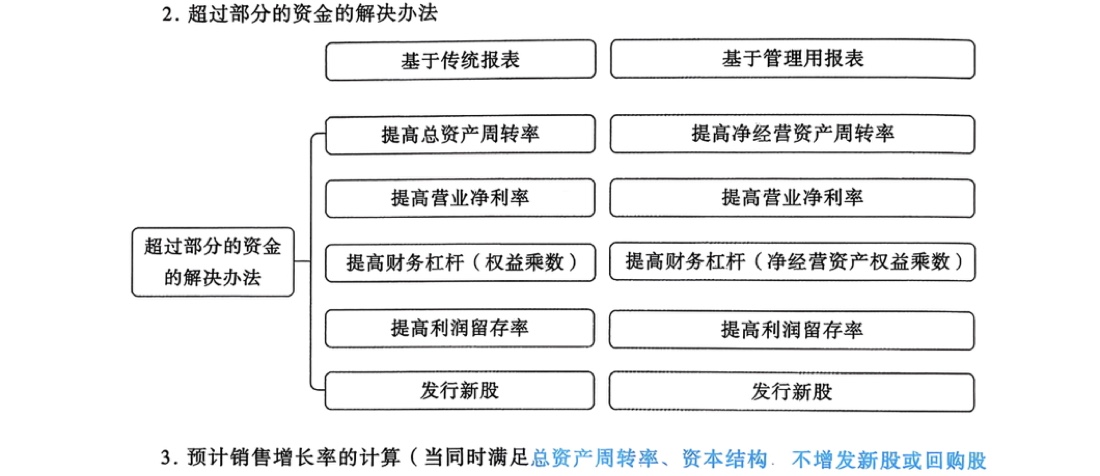 2. 超过部分的资金的解决办法
基于传统报表
基于管理用报表
提高总资产周转率
提高净经营资产周转率
提高营业净利率
提高营业净利率
超过部分的资金
的解决办法
提高财务杠杆（权益乘数）
提高财务杠杆（净经营资产权益乘数）
提高利润留存率
提高利润留存率
发行新股
发行新股
3. 预计销售增长率的计算（当同时满足总资产周转率、资本结构、不增发新股或回购股